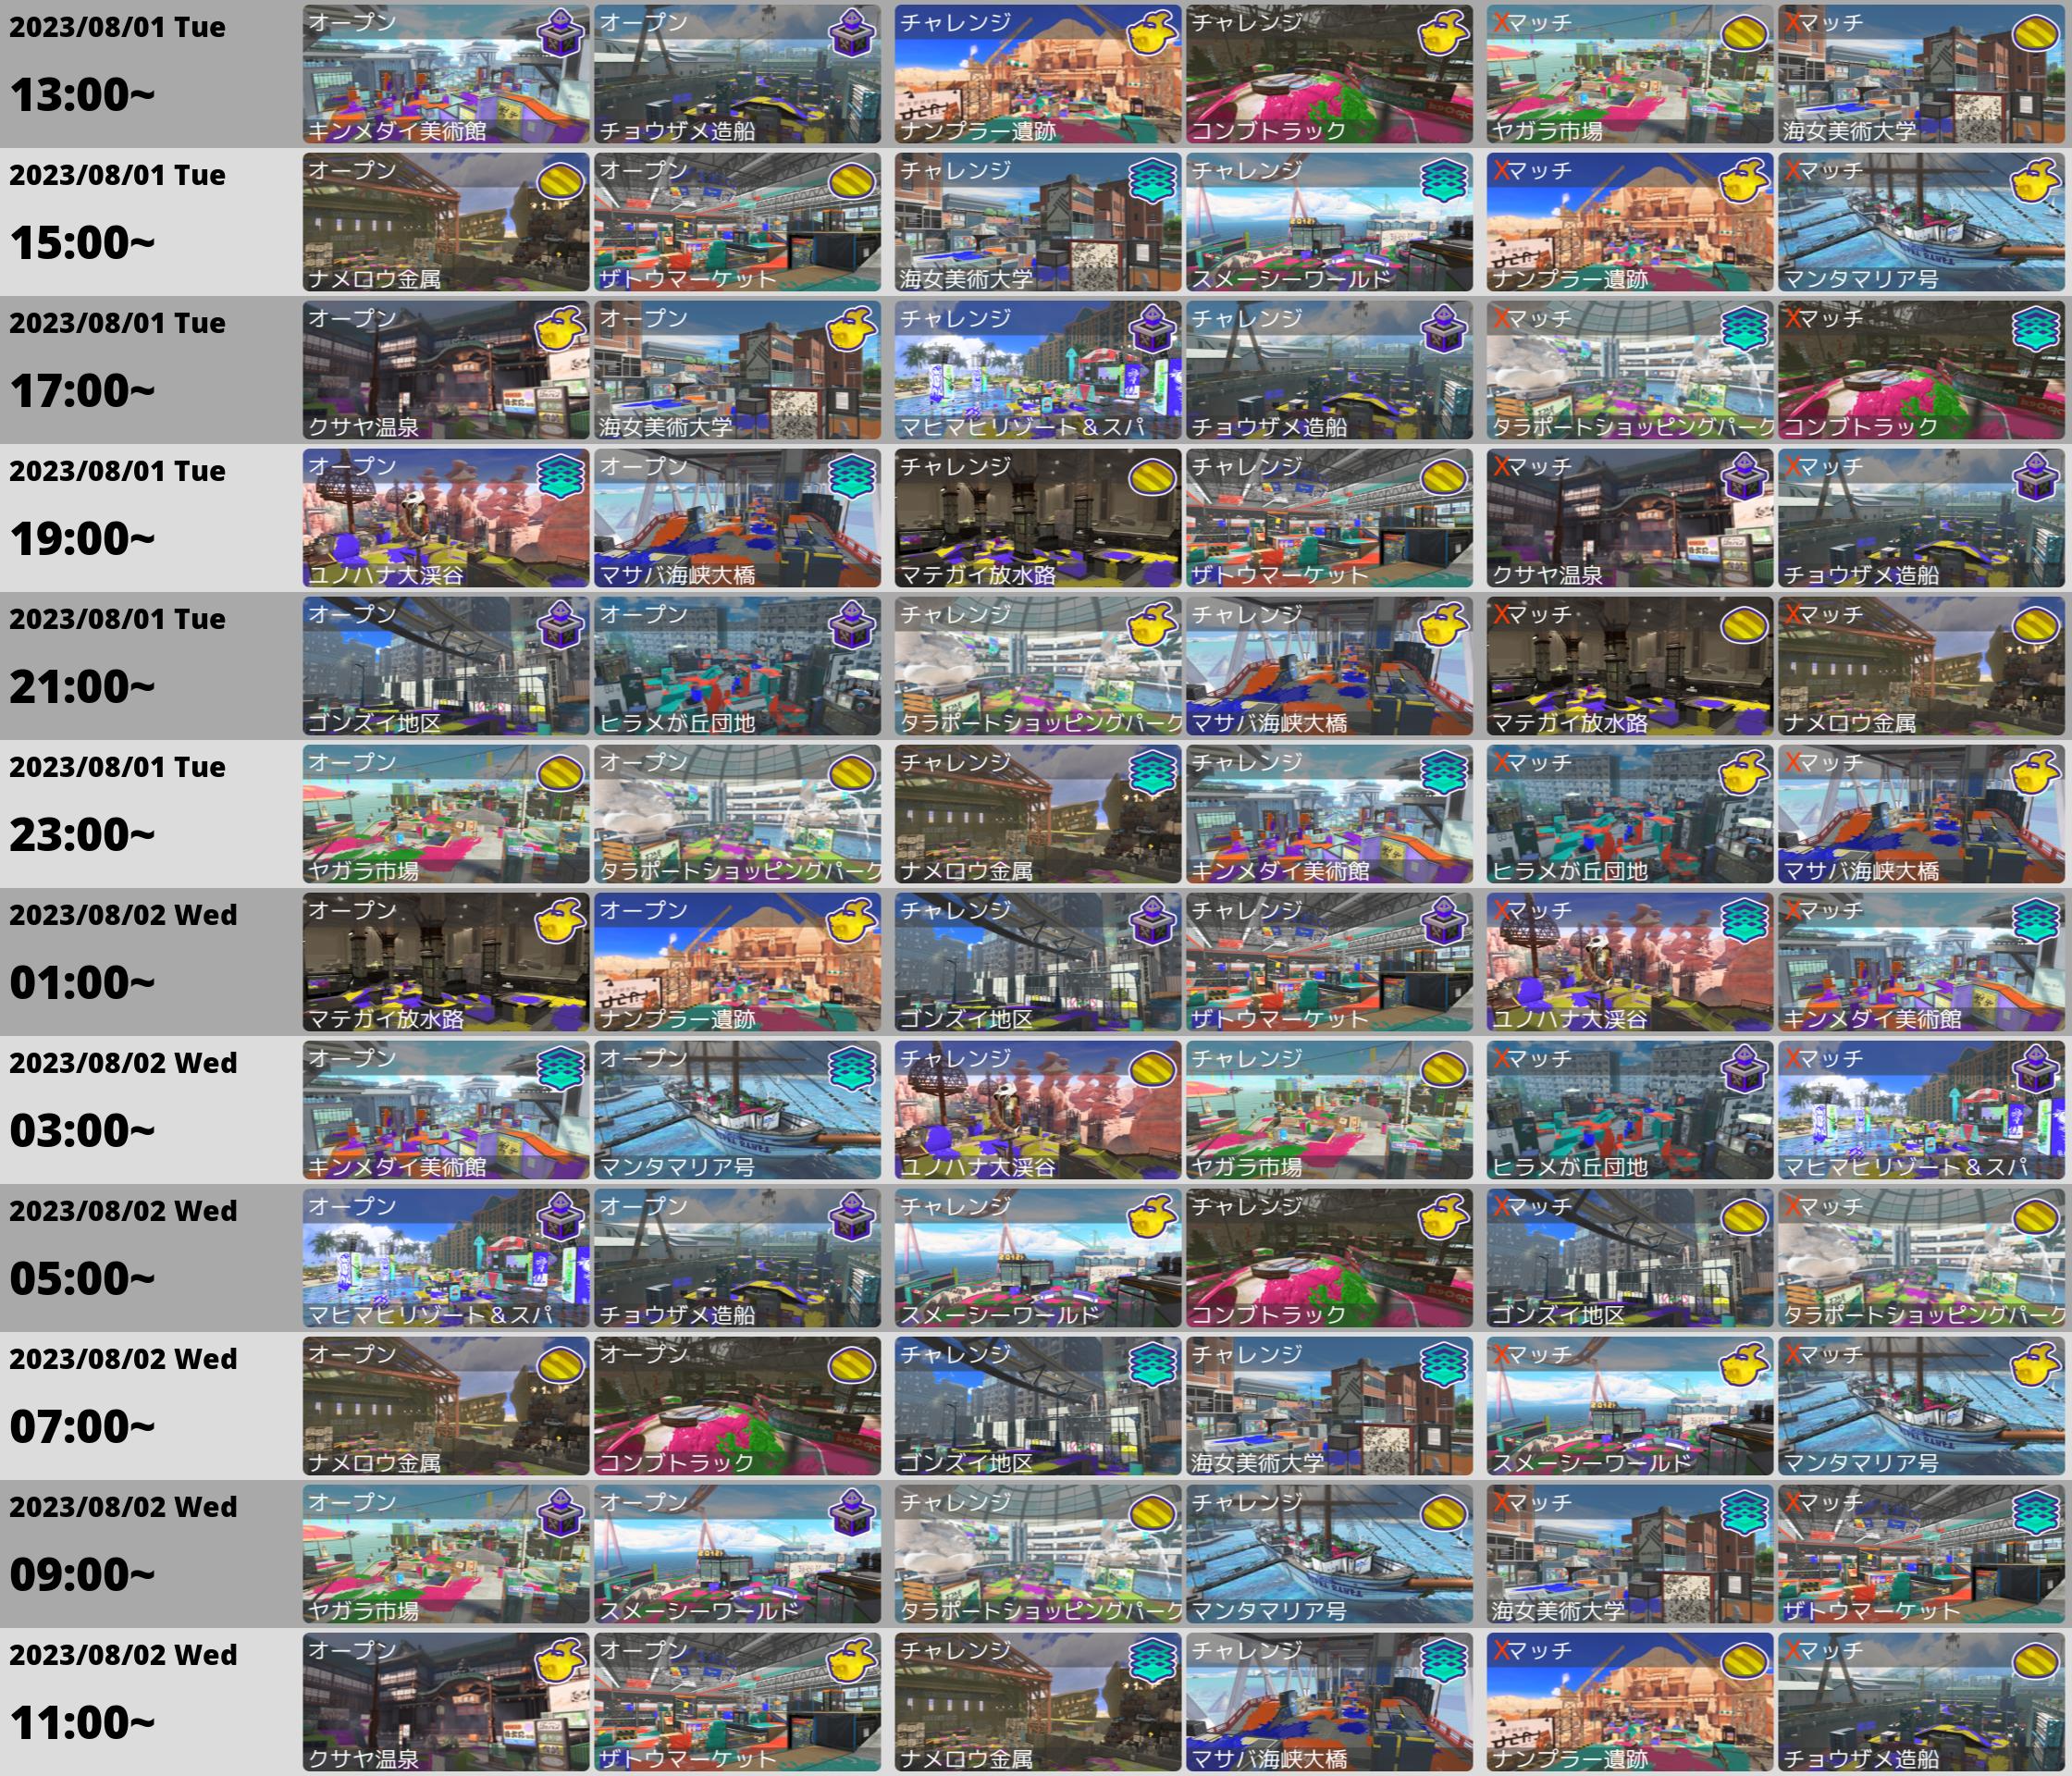 2023/08/01 Tue
13:00~
オープン
キンメダイ美術館
オープン
チョウザメ造船
チャレンジ
ナンプラー遺跡
チャレンジ
コンブトラック
Xマッチ
ヤガラ市場
Xマッチ
海女美術大学
2023/08/01 Tue
15:00~
オープン
ナメロウ金属
オープン
ザトウマーケット
チャレンジ
海女美術大学
チャレンジ
スメーシーワールド
Xマッチ
ナンプラー遺跡
Xマッチ
マンタマリア号
2023/08/01 Tue
17:00~
オープン
クサヤ温泉
オープン
海女美術大学
チャレンジ
マヒマヒリゾート＆スパ
チャレンジ
チョウザメ造船
Xマッチ
タラポートショッピングパーク
Xマッチ
コンブトラック
2023/08/01 Tue
19:00~
オープン
ユノハナ大渓谷
オープン
マサバ海峡大橋
チャレンジ
マテガイ放水路
チャレンジ
ザトウマーケット
Xマッチ
クサヤ温泉
Xマッチ
チョウザメ造船
2023/08/01 Tue
21:00~
オープン
ゴンズイ地区
オープン
ヒラメが丘団地
チャレンジ
タラポートショッピングパーク
チャレンジ
マサバ海峡大橋
Xマッチ
マテガイ放水路
Xマッチ
ナメロウ金属
2023/08/01 Tue
23:00~
オープン
ヤガラ市場
オープン
タラポートショッピングパーク
チャレンジ
ナメロウ金属
チャレンジ
キンメダイ美術館
Xマッチ
ヒラメが丘団地
Xマッチ
マサバ海峡大橋
2023/08/02 Wed
01:00~
オープン
マテガイ放水路
オープン
ナンプラー遺跡
チャレンジ
ゴンズイ地区
チャレンジ
ザトウマーケット
Xマッチ
ユノハナ大渓谷
Xマッチ
キンメダイ美術館
2023/08/02 Wed
03:00~
オープン
キンメダイ美術館
オープン
マンタマリア号
チャレンジ
ユノハナ大渓谷
チャレンジ
ヤガラ市場
Xマッチ
ヒラメが丘団地
Xマッチ
マヒマヒリゾート＆スパ
2023/08/02 Wed
05:00~
オープン
マヒマヒリゾート＆スパ
オープン
チョウザメ造船
チャレンジ
スメーシーワールド
チャレンジ
コンブトラック
Xマッチ
ゴンズイ地区
Xマッチ
タラポートショッピングパーク
2023/08/02 Wed
07:00~
オープン
ナメロウ金属
オープン
コンブトラック
チャレンジ
ゴンズイ地区
チャレンジ
海女美術大学
Xマッチ
スメーシーワールド
Xマッチ
マンタマリア号
2023/08/02 Wed
09:00~
オープン
ヤガラ市場
オープン
スメーシーワールド
チャレンジ
タラポートショッピングパーク
チャレンジ
マンタマリア号
Xマッチ
海女美術大学
Xマッチ
ザトウマーケット
2023/08/02 Wed
11:00~
オープン
クサヤ温泉
オープン
ザトウマーケット
チャレンジ
ナメロウ金属
チャレンジ
マサバ海峡大橋
Xマッチ
ナンプラー遺跡
Xマッチ
チョウザメ造船